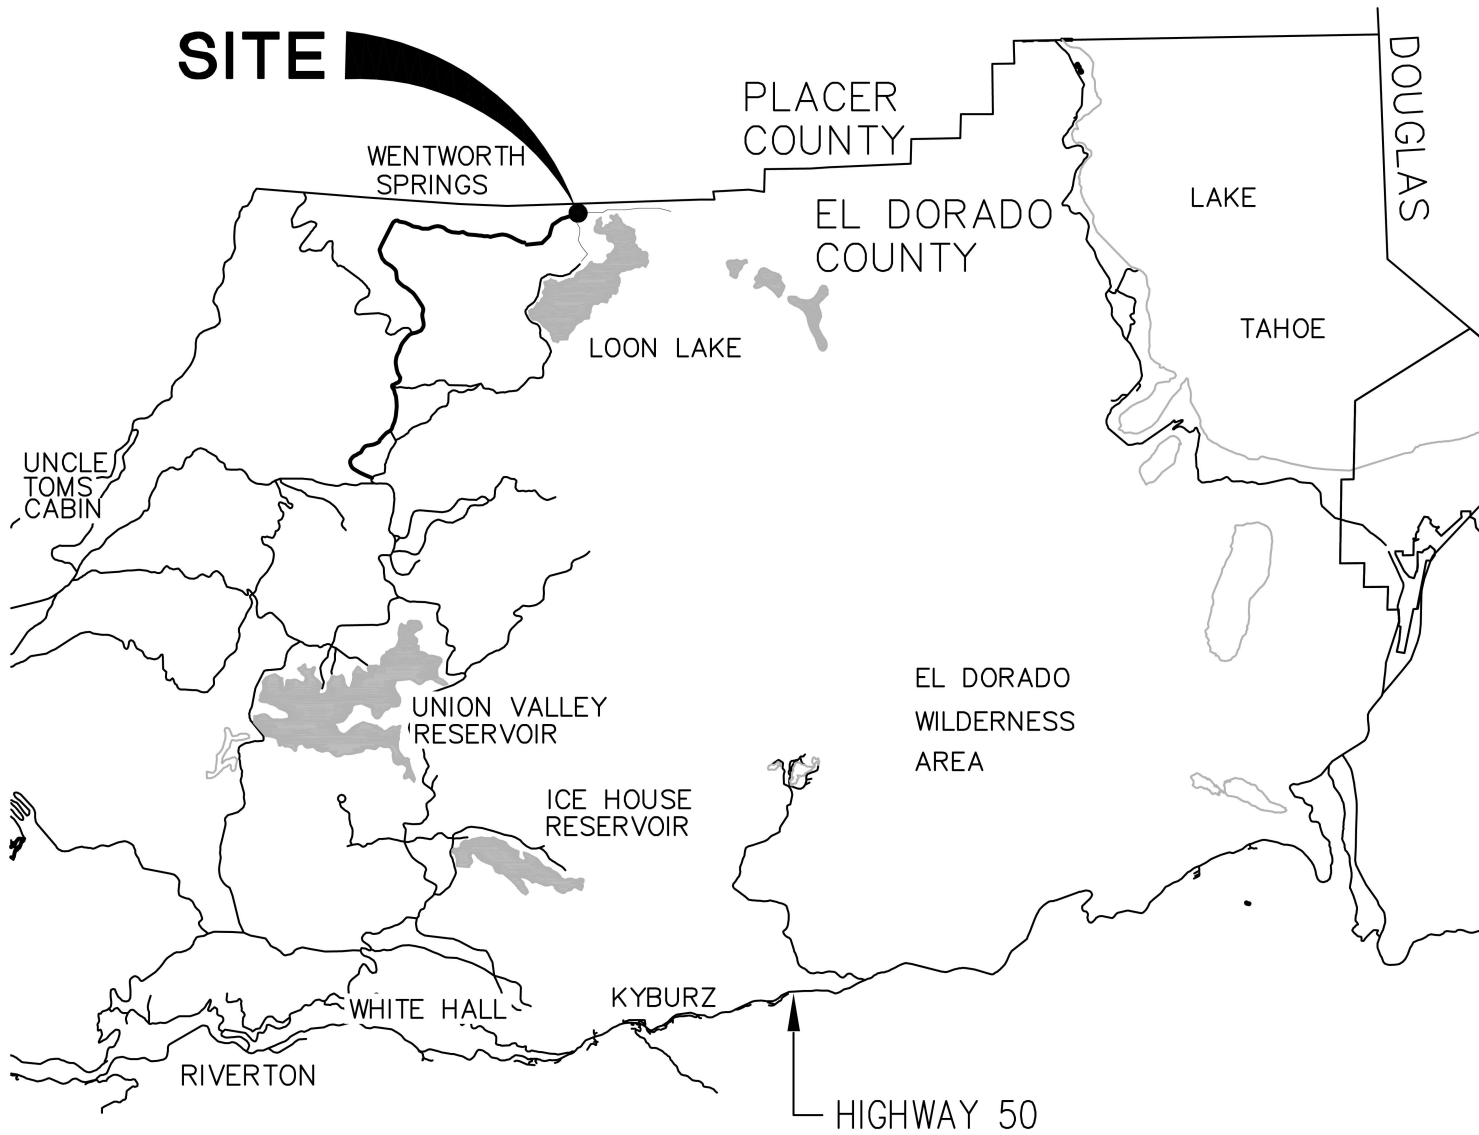 SITE
PLACER
COUNTY
DOUGLAS
WENTWORTH
SPRINGS
LAKE
EL DORADO
COUNTY
TAHOE
LOON LAKE
UNCLE
TOMS
CABIN
EL DORADO
WILDERNESS
AREA
UNION VALLEY
RESERVOIR
ICE HOUSE
RESERVOIR
KYBURZ
WHITE HALL
RIVERTON
HIGHWAY 50